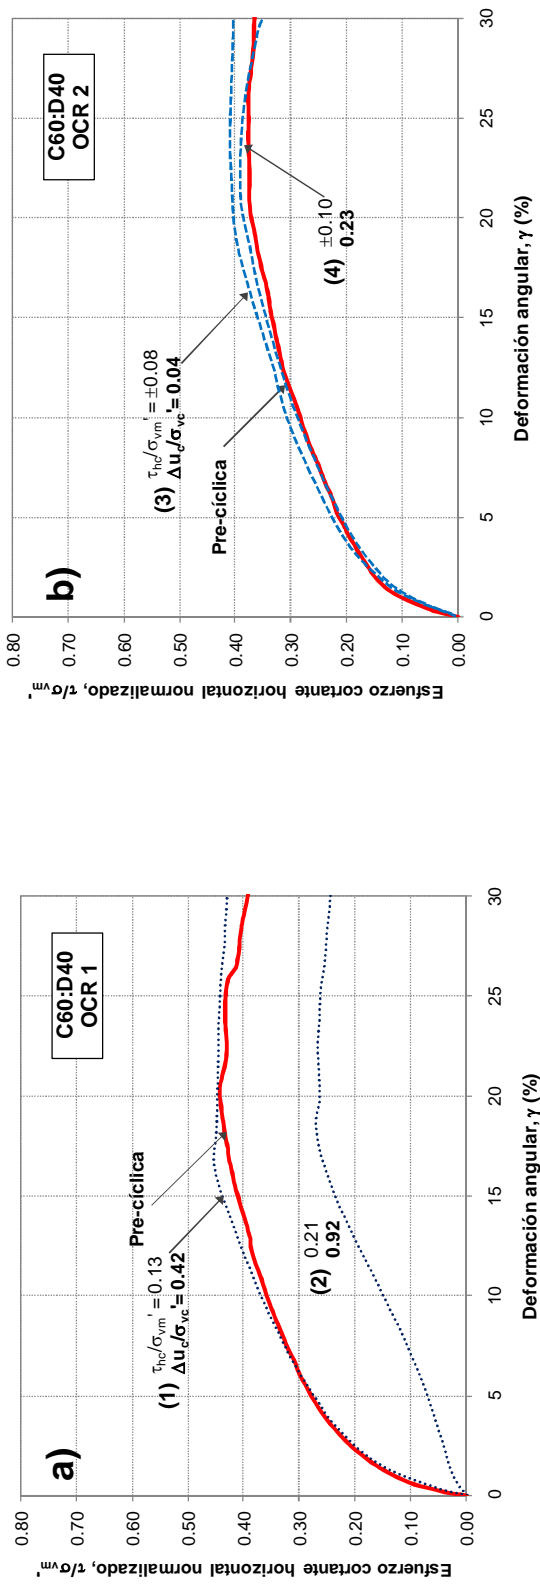 a)
C60:D40
OCR 1
Esfuerzo cortante horizontal normalizado, τ/σvm'
0.80
0.70
0.60
0.50
0.40
0.30
0.20
0.10
0.00
(1) τhc/σvm' = 0.13
Δuc/σvc' = 0.42
Pre-cíclica
(2) 0.21
0.92
0 5 10 15 20 25 30
Deformación angular, γ (%)
b)
C60:D40
OCR 2
Esfuerzo cortante horizontal normalizado, τ/σvm'
0.80
0.70
0.60
0.50
0.40
0.30
0.20
0.10
0.00
(3) τhc/σvm' = ±0.08
Δuc/σvc' = 0.04
Pre-cíclica
(4) ±0.10
0.23
0 5 10 15 20 25 30
Deformación angular, γ (%)